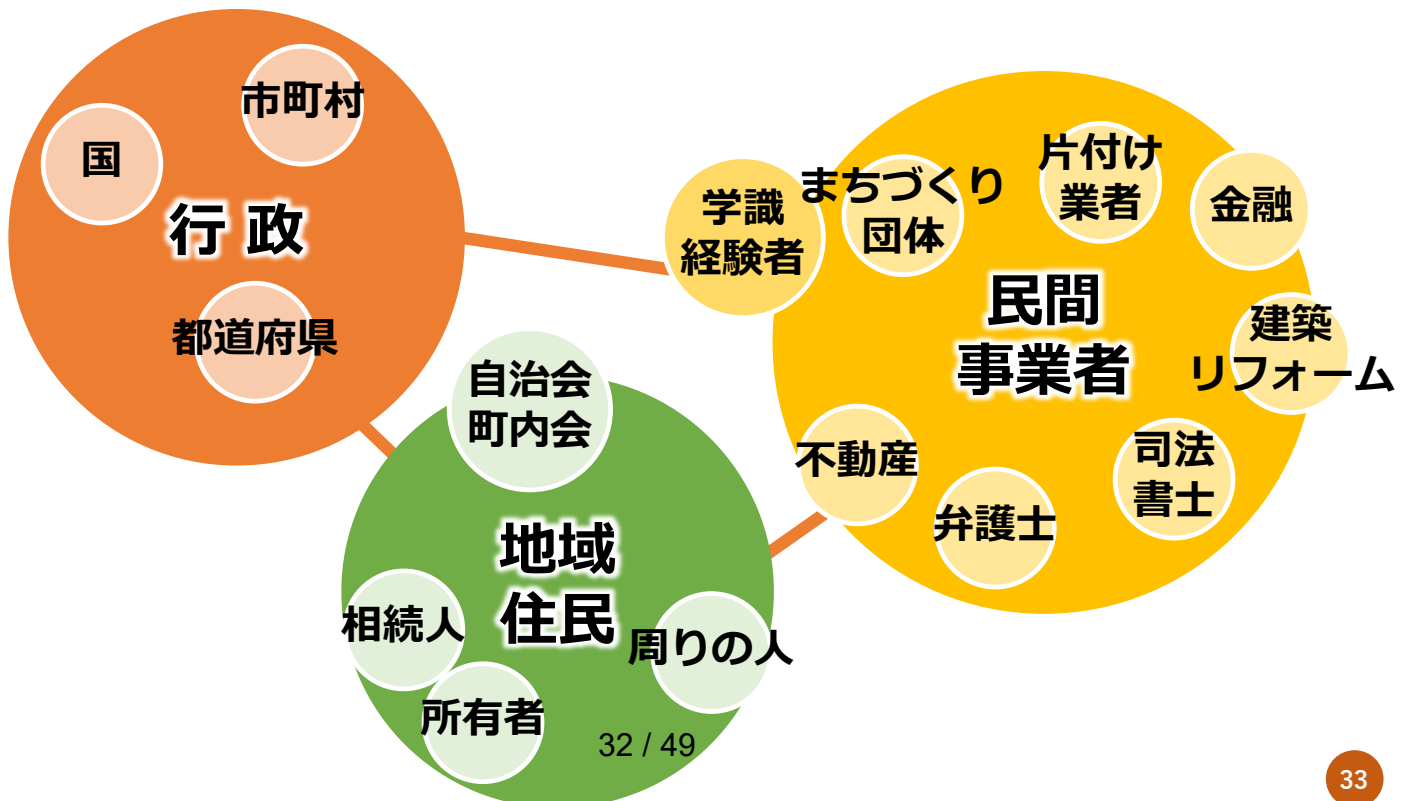 市町村
国
行 政
都道府県
学識
経験者
まちづくり
団体
片付け
業者
金融
民間
事業者
建築
リフォーム
不動産
弁護士
司法
書士
自治会
町内会
地域
住民
相続人
周りの人
所有者
32 / 49
33